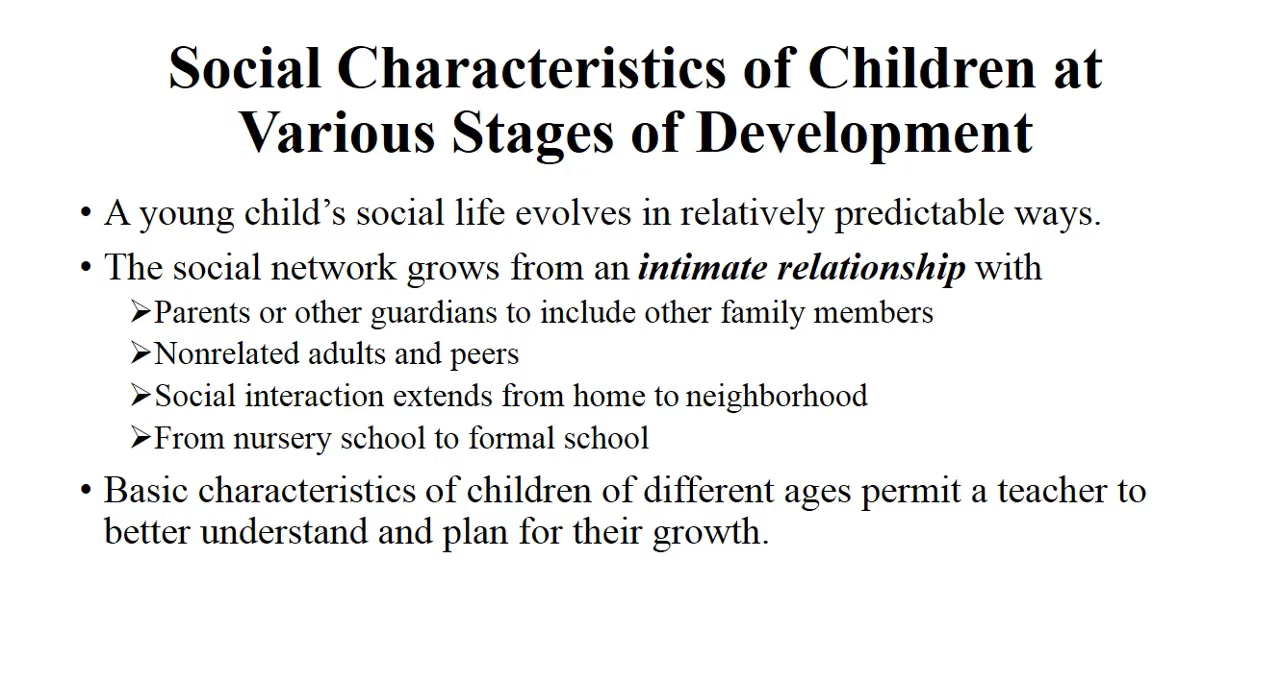 Social Characteristics of Children at
Various Stages of Development
• A young child’s social life evolves in relatively predictable ways.
• The social network grows from an intimate relationship with
➢Parents or other guardians to include other family members
➢Nonrelated adults and peers
➢Social interaction extends from home to neighborhood
➢From nursery school to formal school
• Basic characteristics of children of different ages permit a teacher to
better understand and plan for their growth.